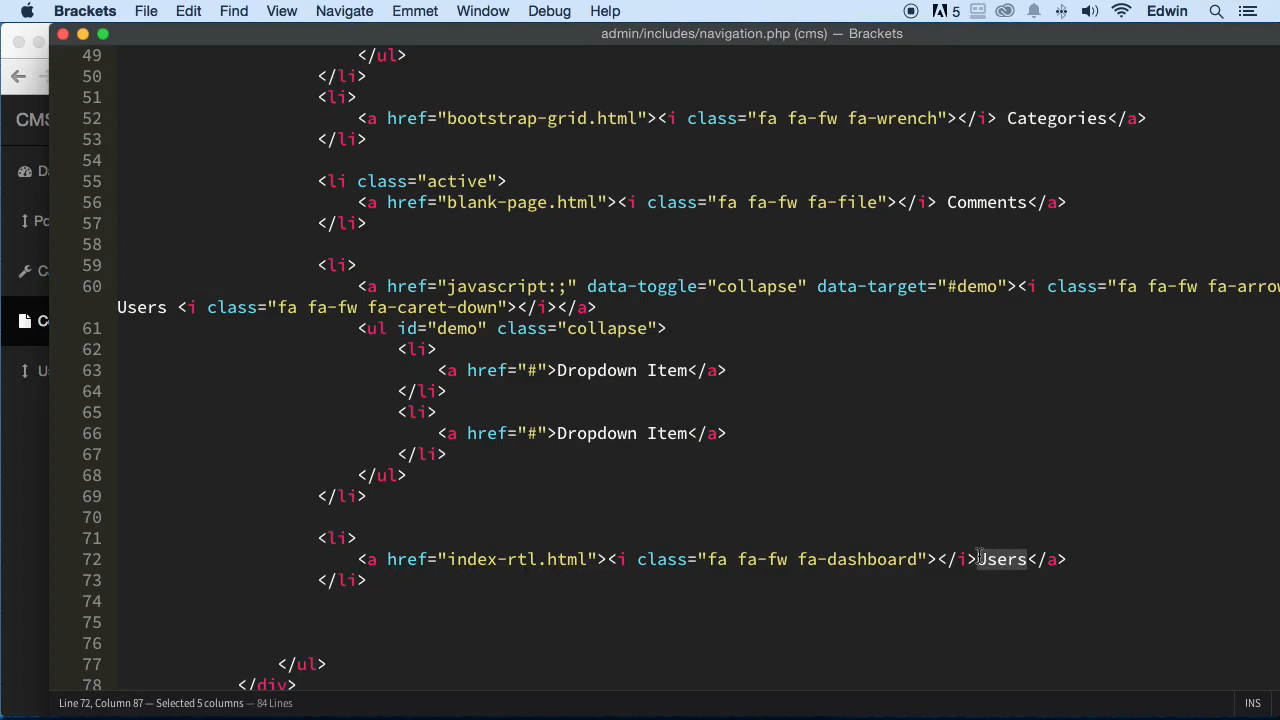 Brackets File Edit Find View Navigate Emmet Window Debug Help 5 Edwin
admin/includes/navigation.php (cms) — Brackets
49 </ul>
50 </li>
51 <li>
52 <a href="bootstrap-grid.html"><i class="fa fa-fw fa-wrench"></i> Categories</a>
53 </li>
54
55 <li class="active">
56 <a href="blank-page.html"><i class="fa fa-fw fa-file"></i> Comments</a>
57 </li>
58
59 <li>
60 <a href="javascript:;" data-toggle="collapse" data-target="#demo"><i class="fa fa-fw fa-arrow
Users <i class="fa fa-fw fa-caret-down"></i></a>
61 <ul id="demo" class="collapse">
62 <li>
63 <a href="#">Dropdown Item</a>
64 </li>
65 <li>
66 <a href="#">Dropdown Item</a>
67 </li>
68 </ul>
69 </li>
70
71 <li>
72 <a href="index-rtl.html"><i class="fa fa-fw fa-dashboard"></i>Users</a>
73 </li>
74
75
76
77 </ul>
78 </div>
CMS
Line 72, Column 87 — Selected 5 columns — 84 Lines
INS